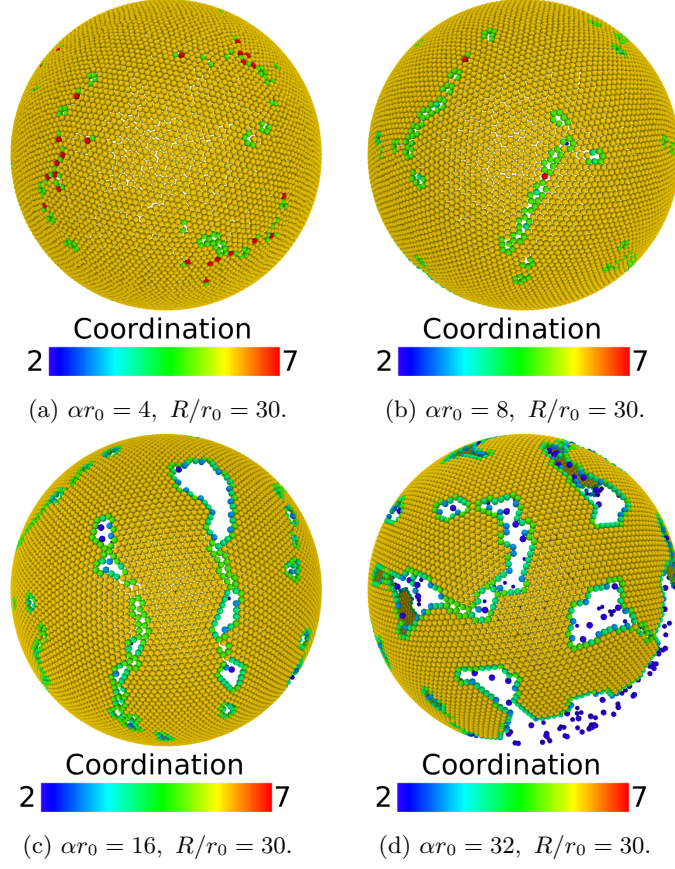 Coordination
2 7
(a) αr₀ = 4, R/r₀ = 30.
Coordination
2 7
(b) αr₀ = 8, R/r₀ = 30.
Coordination
2 7
(c) αr₀ = 16, R/r₀ = 30.
Coordination
2 7
(d) αr₀ = 32, R/r₀ = 30.